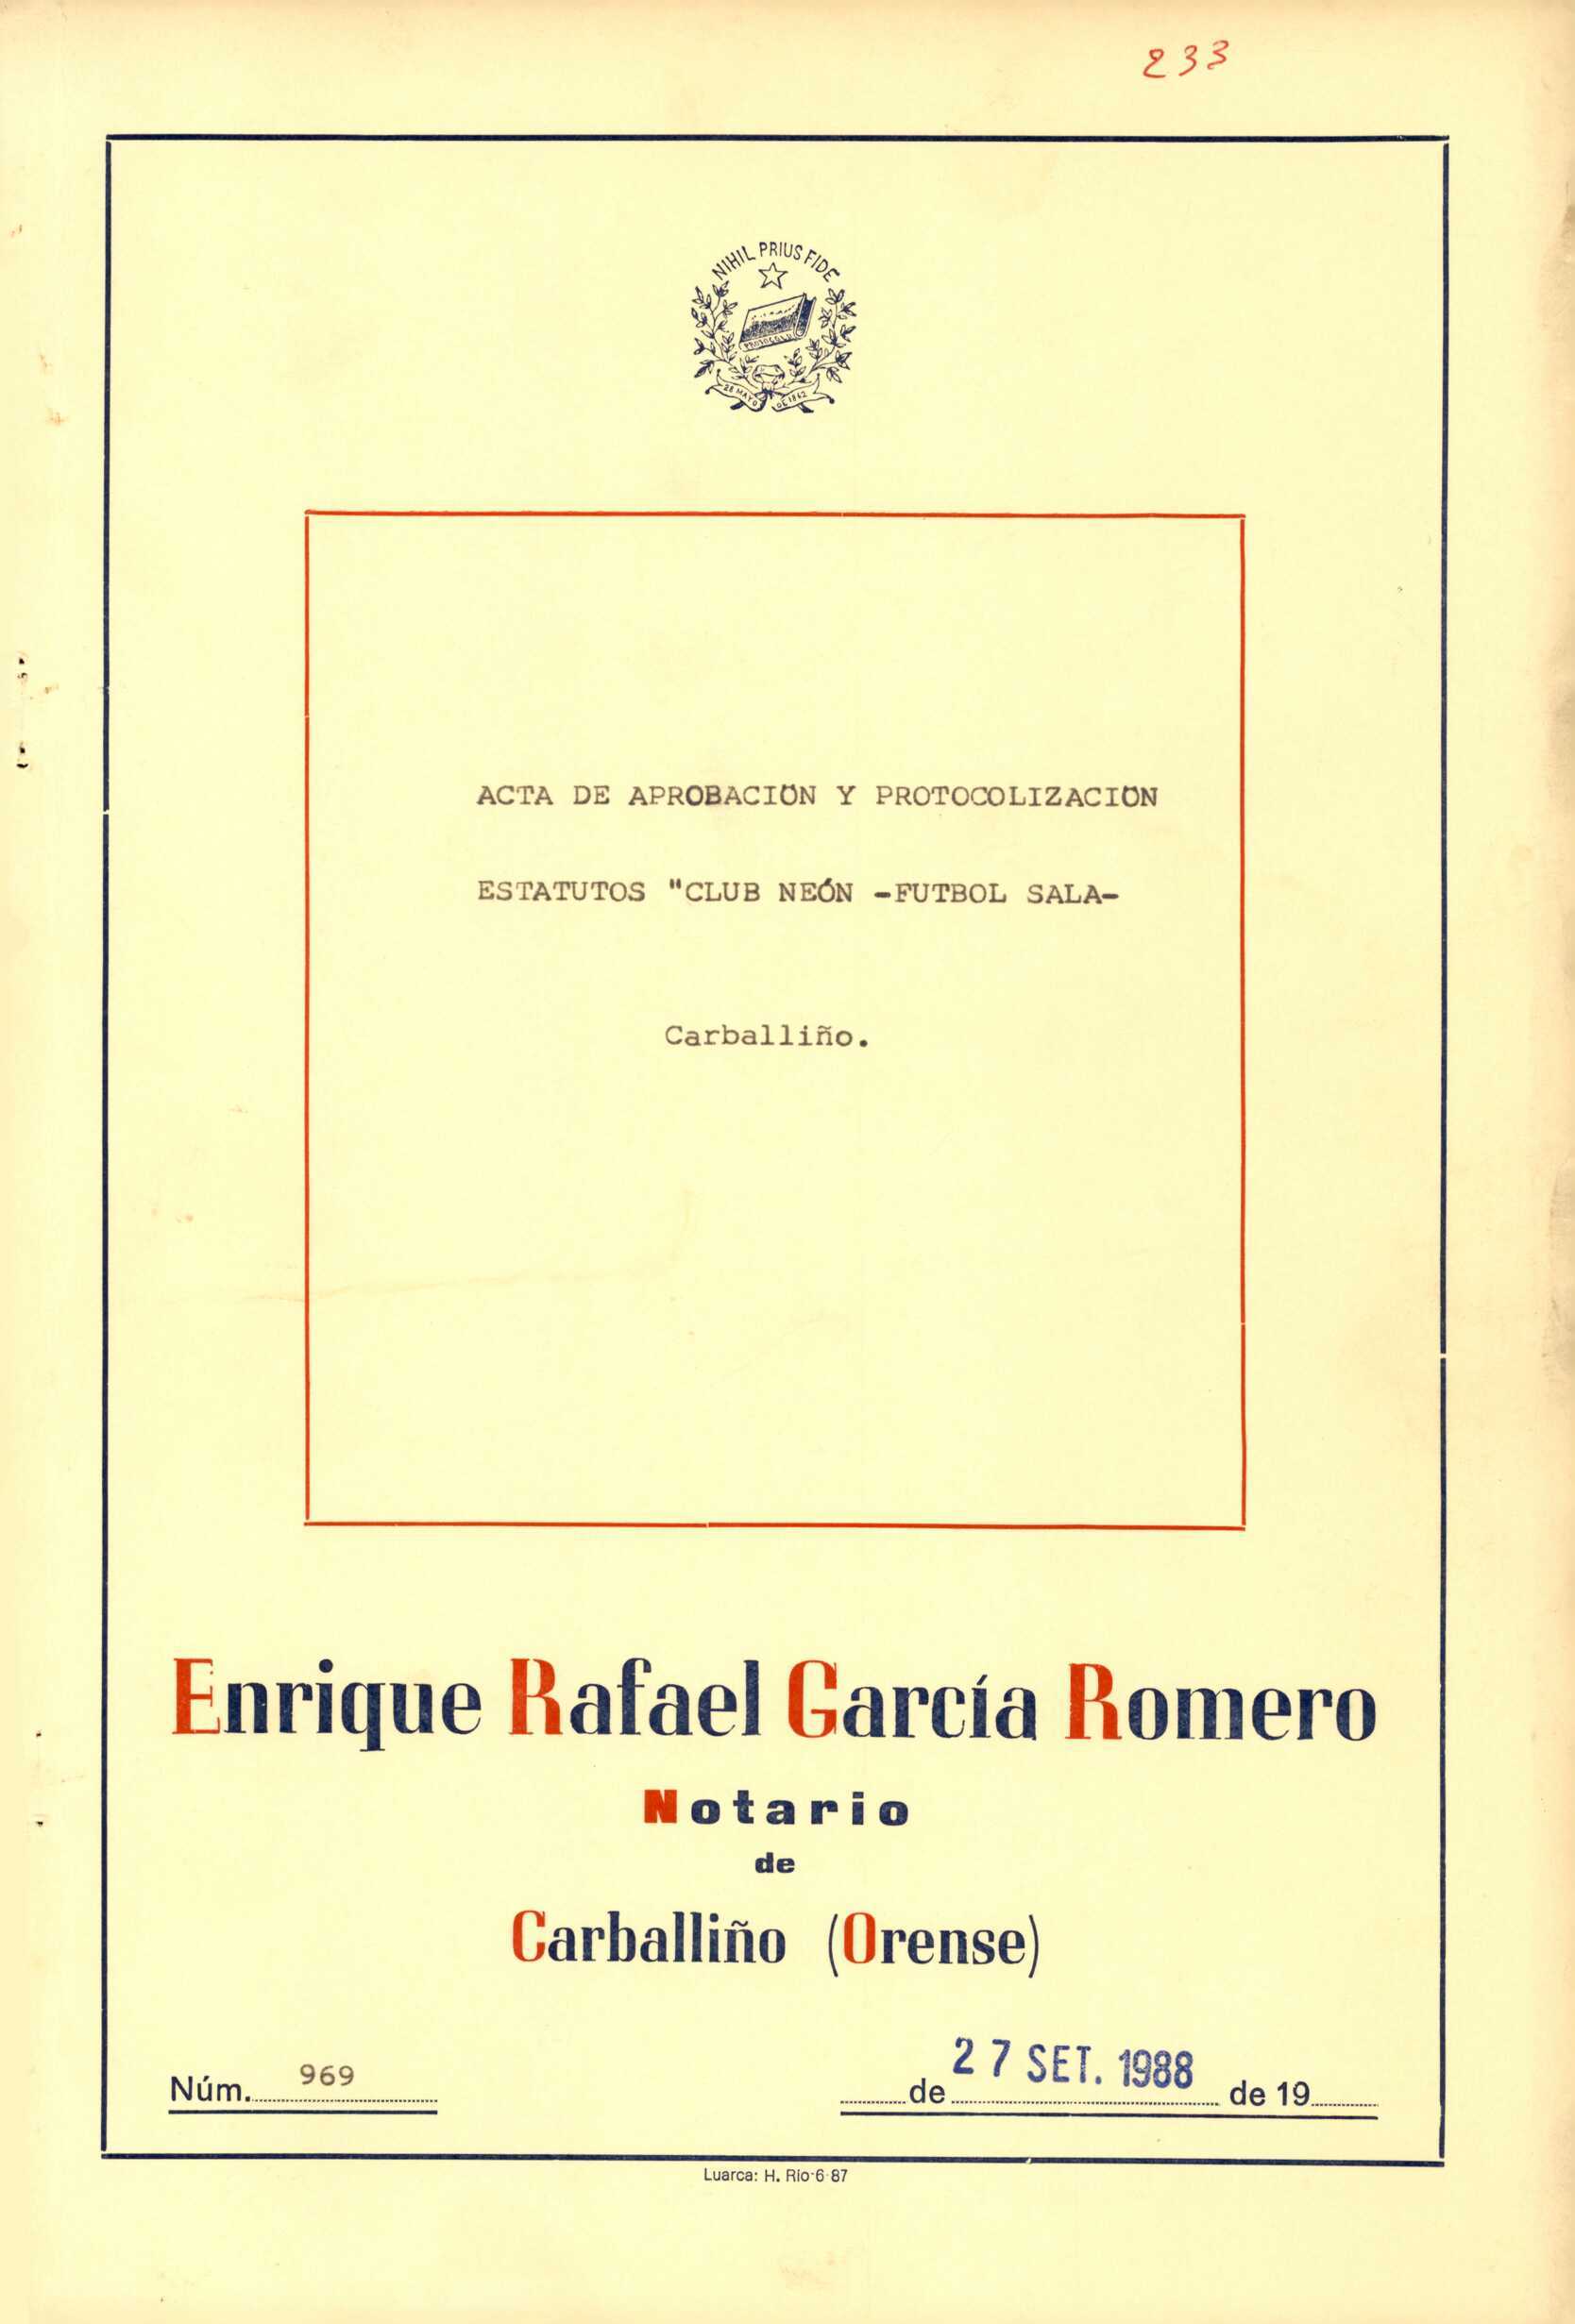 233
NIHIL PRIUS FIDE
PROTOCOLO
28 MAYO DE 1862
ACTA DE APROBACIÓN Y PROTOCOLIZACIÓN
ESTATUTOS "CLUB NEÓN -FUTBOL SALA-
Carballiño.
Enrique Rafael García Romero
Notario
de
Carballiño (Orense)
Núm. 969
de 27 SET. 1988 de 19
Luarca: H. Rio-6-87